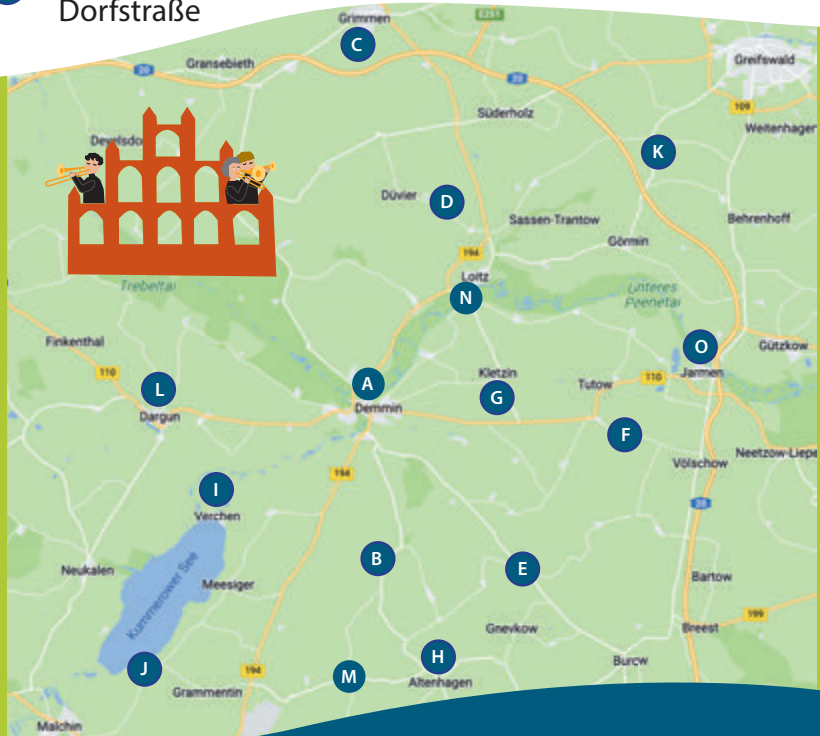 Dorfstraße
Grimmen
E251
C
Gransebieth
20
20
Greifswald
109
Süderholz
Weitenhagen
K
Düvier
D
Sassen-Trantow
Behrenhoff
Görmin
194
Trebeltal
Loitz
Unteres
Peenetal
N
Finkenthal
O
Gützkow
110
L
A
Kletzin
Tutow
110
Jarmen
Dargun
Demmin
G
F
Neetzow-Liepe
Völschow
194
I
20
Verchen
B
E
Neukalen
Meesiger
Bartow
Kummerower See
199
Gnevkow
Breest
H
Burow
J
194
M
Altenhagen
Grammentin
Malchin